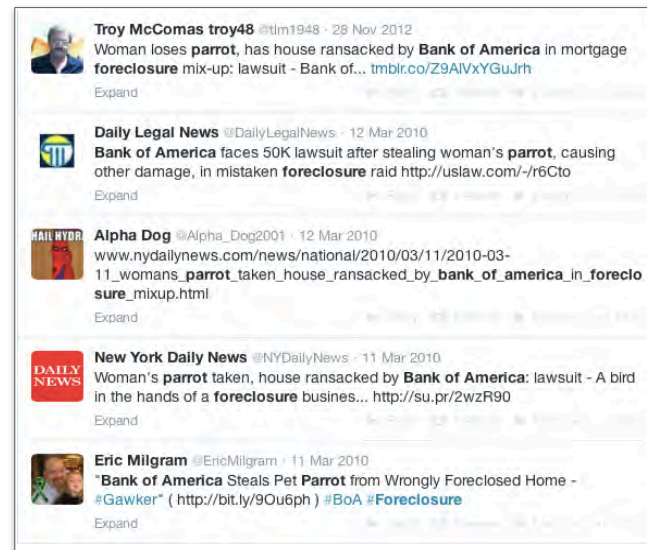 Troy McComas troy48 @tlm1948 · 28 Nov 2012
Woman loses parrot, has house ransacked by Bank of America in mortgage
foreclosure mix-up: lawsuit - Bank of... tmblr.co/Z9AlVxYGuJrh
Expand
Daily Legal News @DailyLegalNews · 12 Mar 2010
Bank of America faces 50K lawsuit after stealing woman's parrot, causing
other damage, in mistaken foreclosure raid http://uslaw.com/-/r6Cto
Expand
HAIL HYDRA
Alpha Dog @Alpha_Dog2001 · 12 Mar 2010
www.nydailynews.com/news/national/2010/03/11/2010-03-
11_womans_parrot_taken_house_ransacked_by_bank_of_america_in_foreclo
sure_mixup.html
Expand
DAILY
NEWS
New York Daily News @NYDailyNews · 11 Mar 2010
Woman's parrot taken, house ransacked by Bank of America: lawsuit - A bird
in the hands of a foreclosure busines... http://su.pr/2wzR90
Expand
Eric Milgram @EricMilgram · 11 Mar 2010
"Bank of America Steals Pet Parrot from Wrongly Foreclosed Home -
#Gawker" ( http://bit.ly/9Ou6ph ) #BoA #Foreclosure
Expand